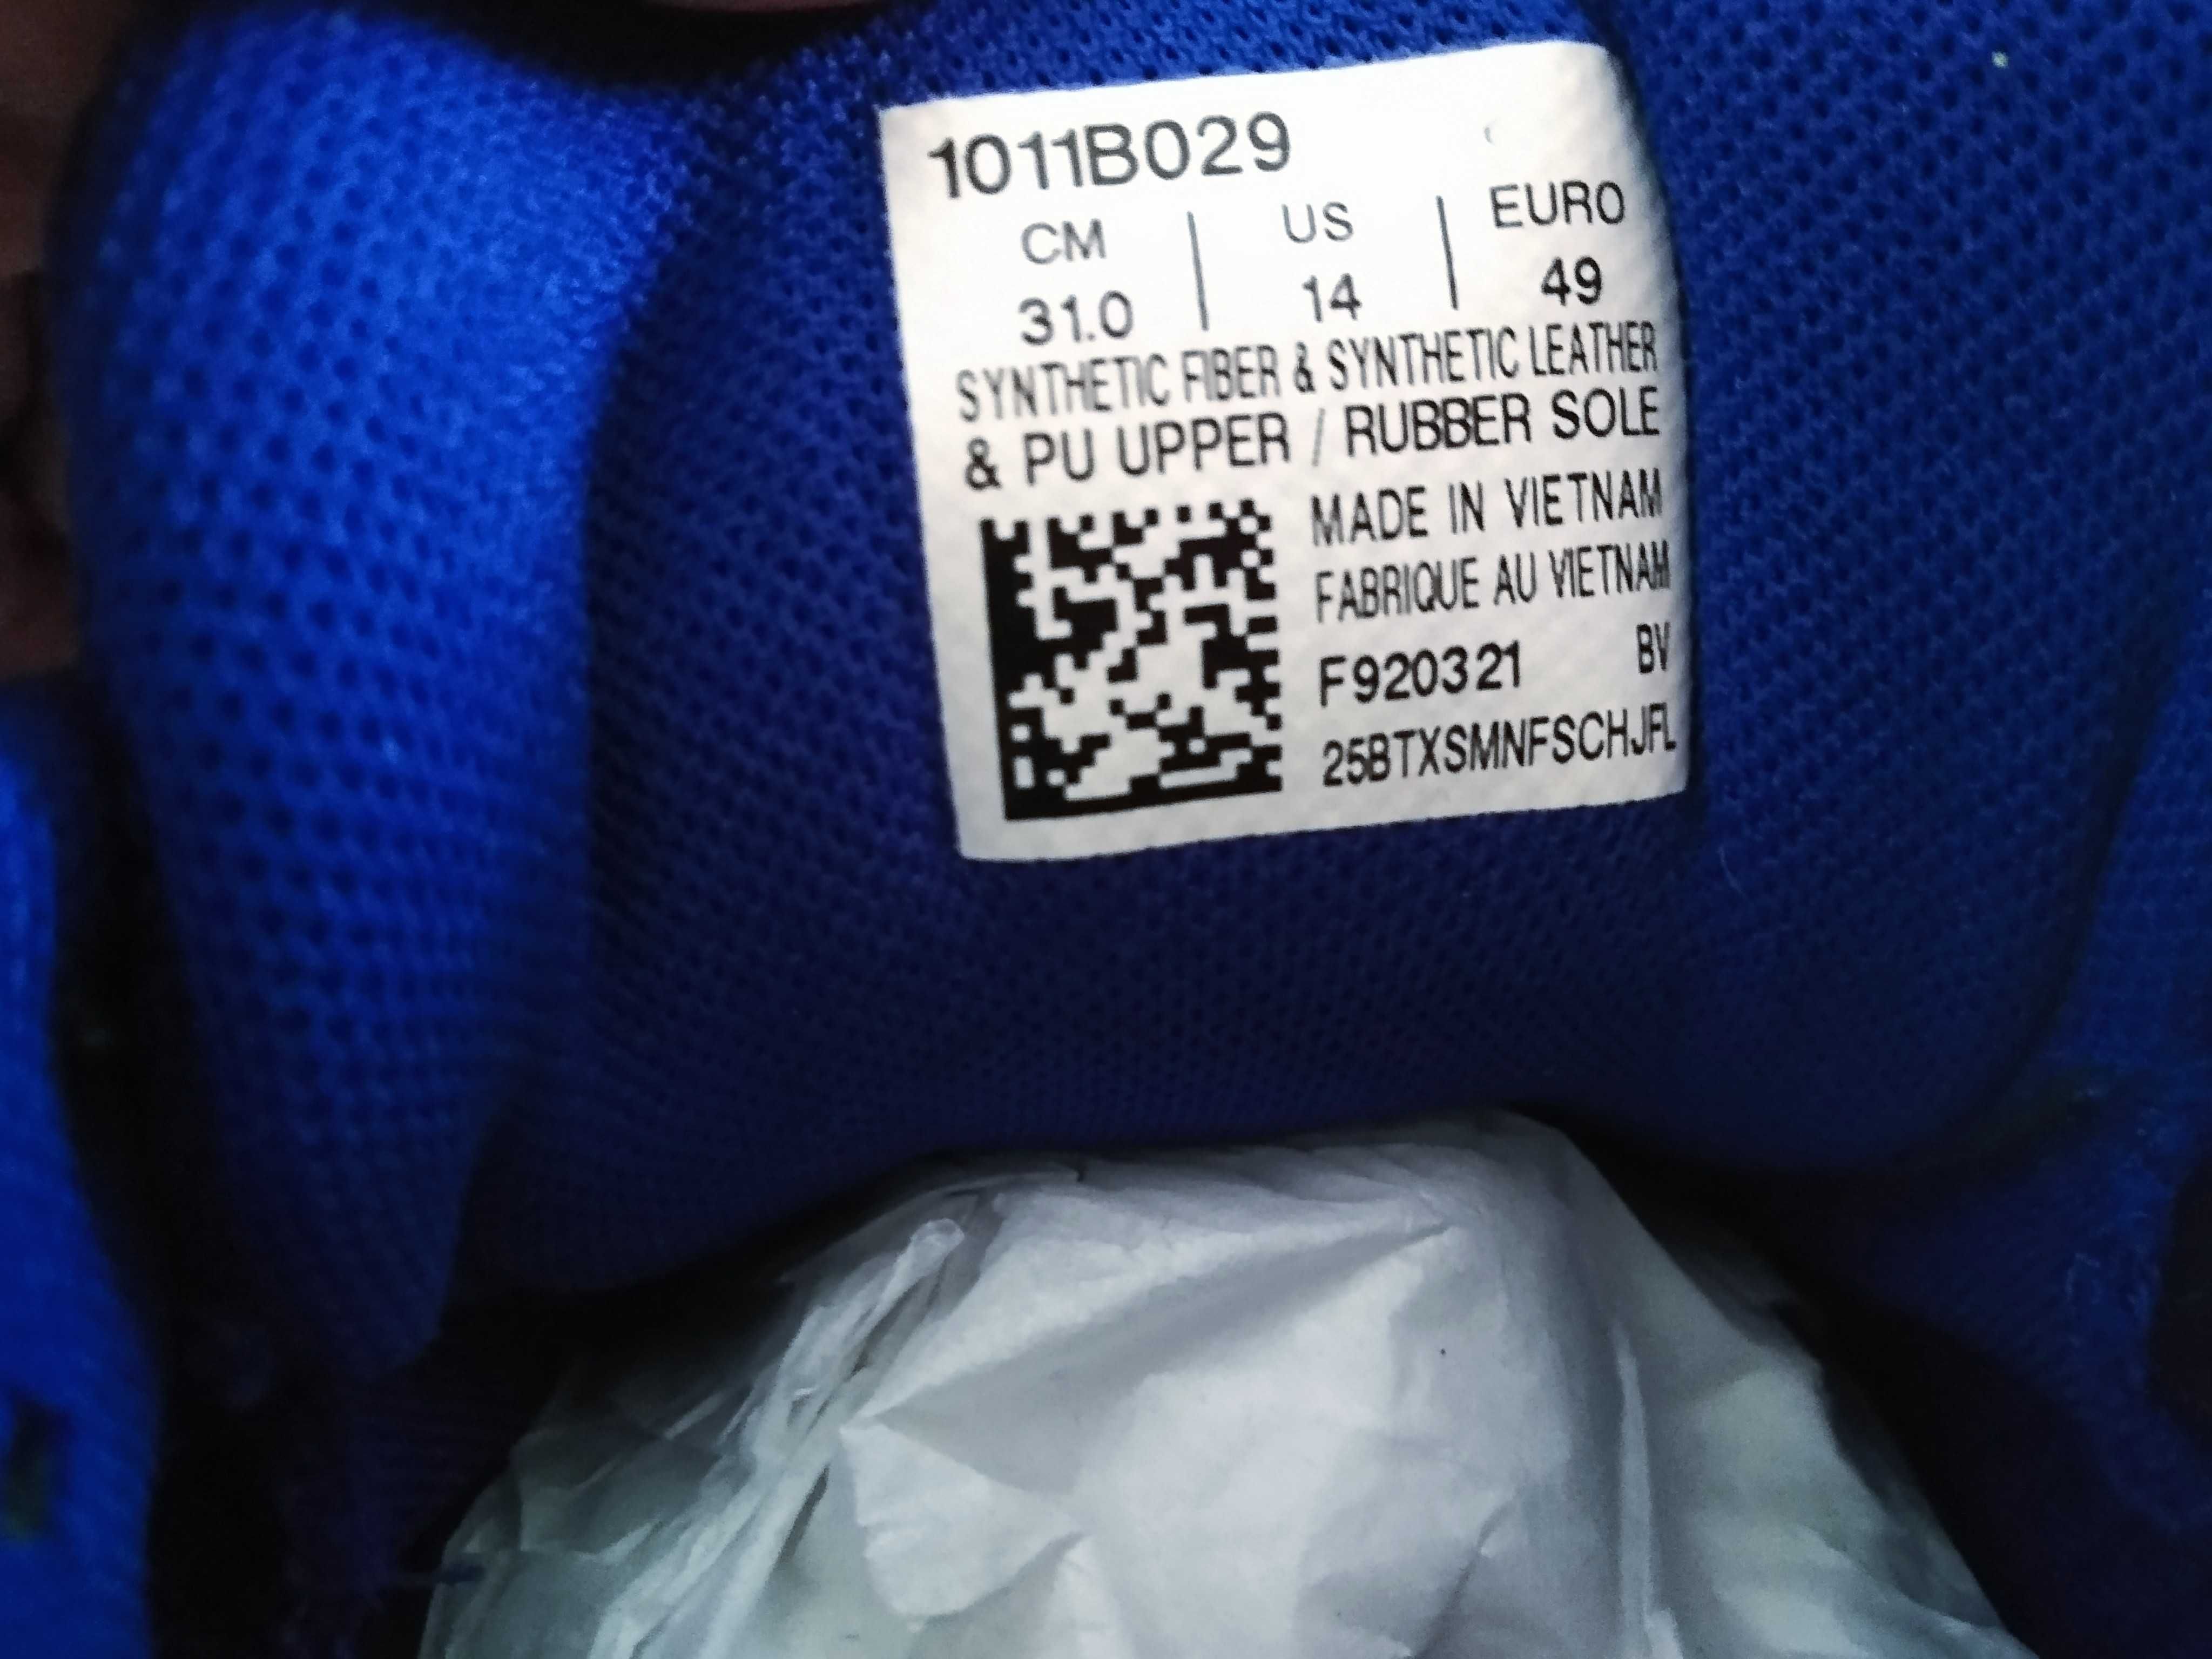 1011B029
CM | US | EURO
31.0 | 14 | 49
SYNTHETIC FIBER & SYNTHETIC LEATHER
& PU UPPER / RUBBER SOLE
MADE IN VIETNAM
FABRIQUE AU VIETNAM
F920321 BV
25BTXSMNFSCHJFL